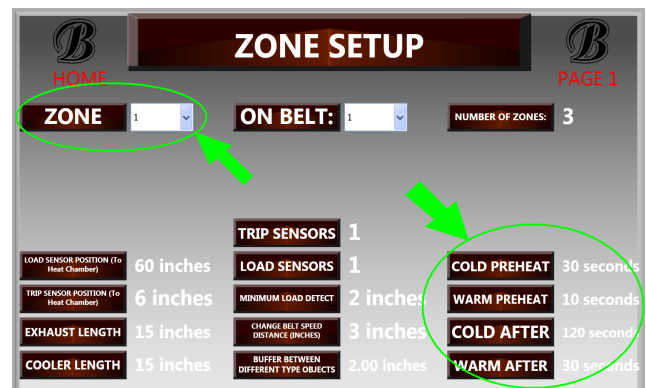 B
ZONE SETUP
B
HOME
PAGE 1
ZONE 1
ON BELT: 1
NUMBER OF ZONES: 3
TRIP SENSORS 1
LOAD SENSOR POSITION (To
Heat Chamber) 60 inches
LOAD SENSORS 1
COLD PREHEAT 30 seconds
TRIP SENSOR POSITION (To
Heat Chamber) 6 inches
MINIMUM LOAD DETECT 2 inches
WARM PREHEAT 10 seconds
EXHAUST LENGTH 15 inches
CHANGE BELT SPEED
DISTANCE (INCHES) 3 inches
COLD AFTER 120 seconds
COOLER LENGTH 15 inches
BUFFER BETWEEN
DIFFERENT TYPE OBJECTS 2.00 inches
WARM AFTER 30 seconds